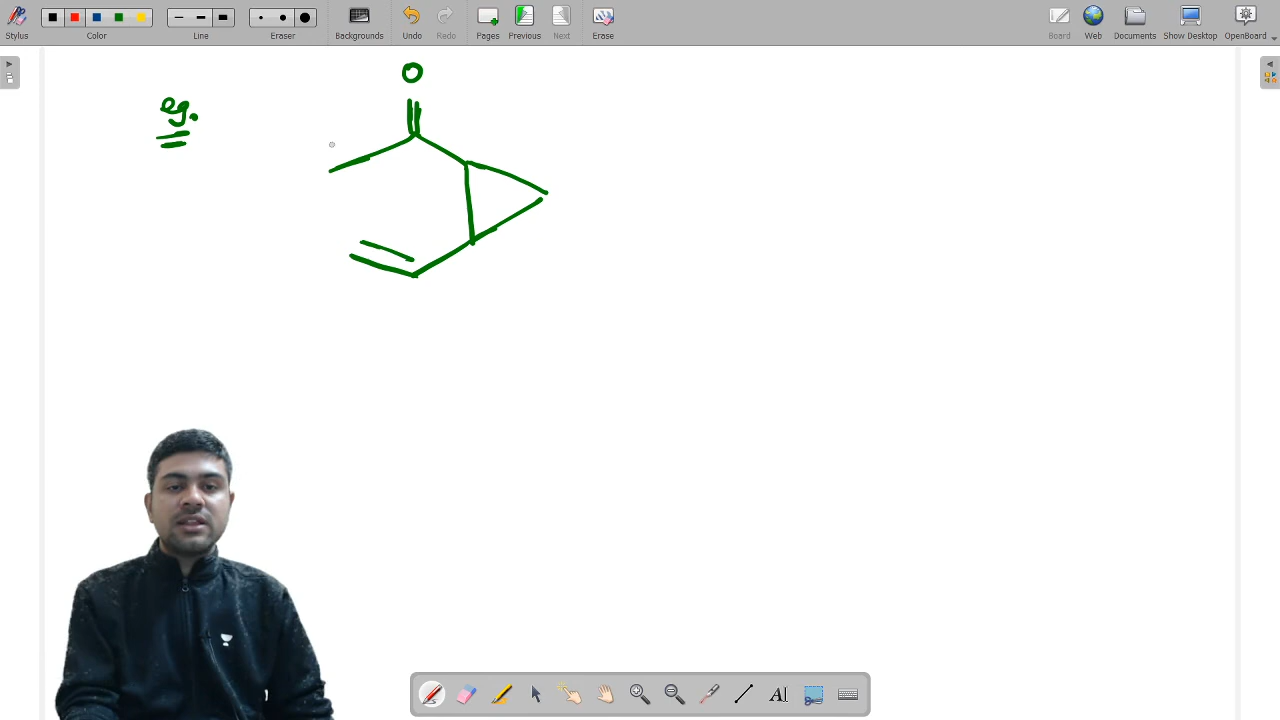 Stylus
Color
Line
Eraser
Backgrounds
Undo
Redo
Pages
Previous
Next
Erase
Board
Web
Documents
Show Desktop
OpenBoard
eg.
O